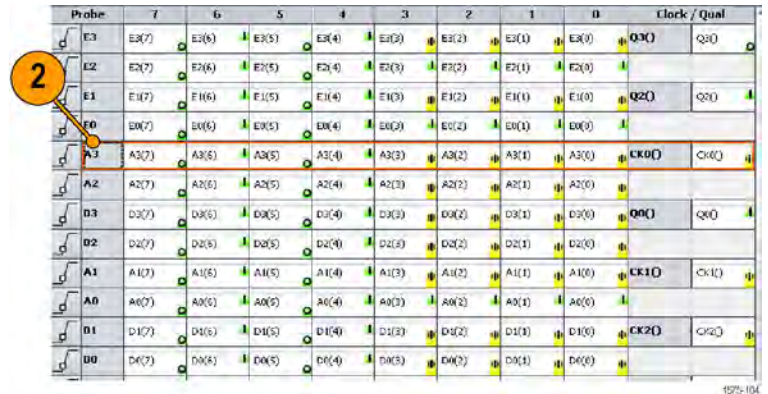 Probe 7 6 5 4 3 2 1 0 Clock / Qual
E3 E3(7) E3(6) E3(5) E3(4) E3(3) E3(2) E3(1) E3(0) Q3() Q3()
2
E2 E2(7) E2(6) E2(5) E2(4) E2(3) E2(2) E2(1) E2(0)
E1 E1(7) E1(6) E1(5) E1(4) E1(3) E1(2) E1(1) E1(0) Q2() Q2()
E0 E0(7) E0(6) E0(5) E0(4) E0(3) E0(2) E0(1) E0(0)
A3 A3(7) A3(6) A3(5) A3(4) A3(3) A3(2) A3(1) A3(0) CK0() CK0()
A2 A2(7) A2(6) A2(5) A2(4) A2(3) A2(2) A2(1) A2(0)
D3 D3(7) D3(6) D3(5) D3(4) D3(3) D3(2) D3(1) D3(0) Q0() Q0()
D2 D2(7) D2(6) D2(5) D2(4) D2(3) D2(2) D2(1) D2(0)
A1 A1(7) A1(6) A1(5) A1(4) A1(3) A1(2) A1(1) A1(0) CK1() CK1()
A0 A0(7) A0(6) A0(5) A0(4) A0(3) A0(2) A0(1) A0(0)
D1 D1(7) D1(6) D1(5) D1(4) D1(3) D1(2) D1(1) D1(0) CK2() CK2()
D0 D0(7) D0(6) D0(5) D0(4) D0(3) D0(2) D0(1) D0(0)
1575-104